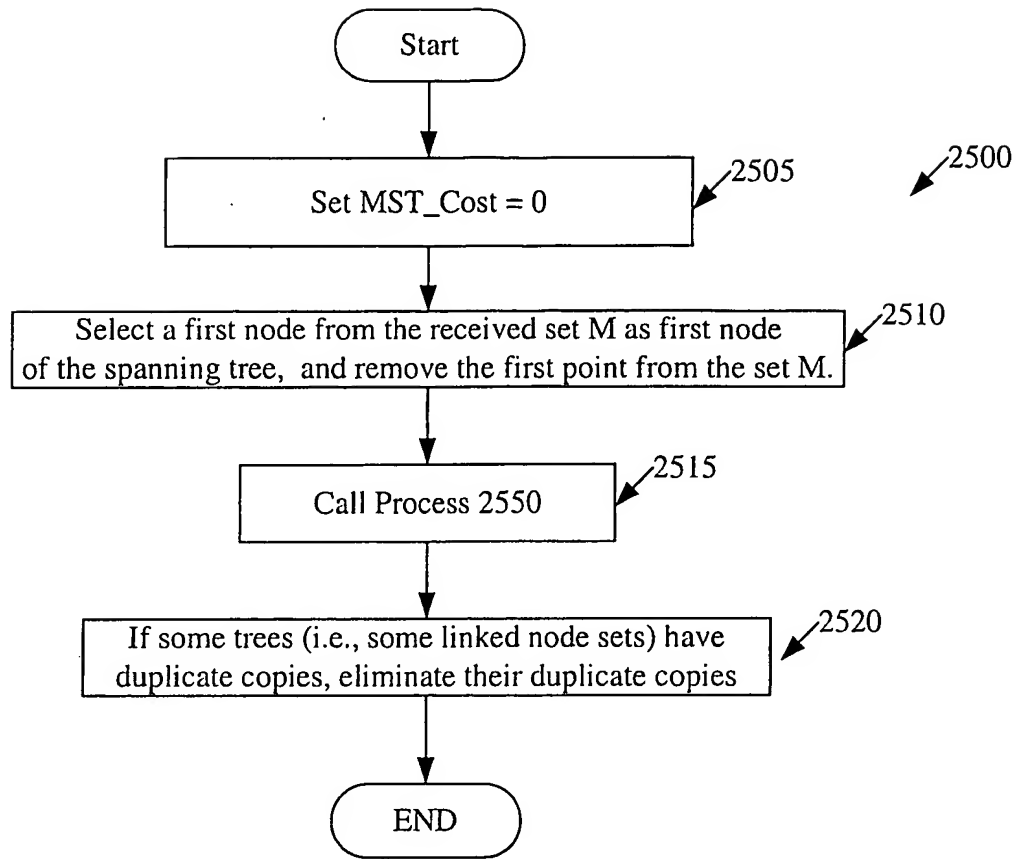 Start
2500
2505
Set MST_Cost = 0
2510
Select a first node from the received set M as first node
of the spanning tree, and remove the first point from the set M.
2515
Call Process 2550
2520
If some trees (i.e., some linked node sets) have
duplicate copies, eliminate their duplicate copies
END